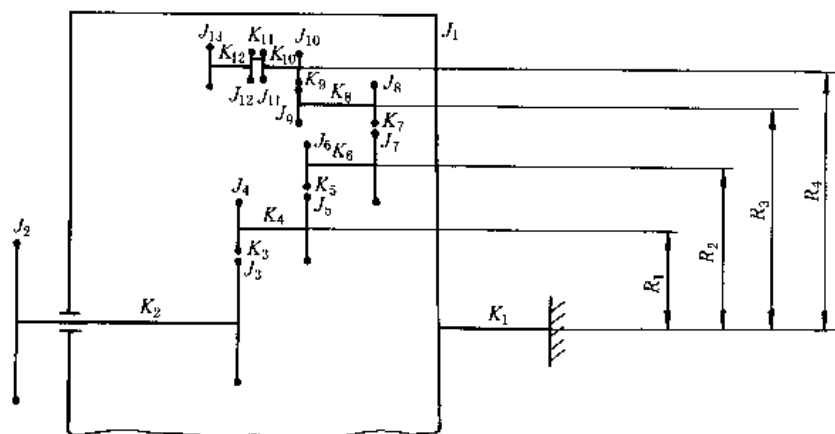 J₁
J₁₃ K₁₂ K₁₁ K₁₀ J₁₀
J₁₂ J₁₁ K₉ K₈ J₈
J₉ K₇
J₆ K₆ J₇
J₄ K₄ K₅
J₅
J₂ K₃
J₃
K₂ K₁
R₁ R₂ R₃ R₄